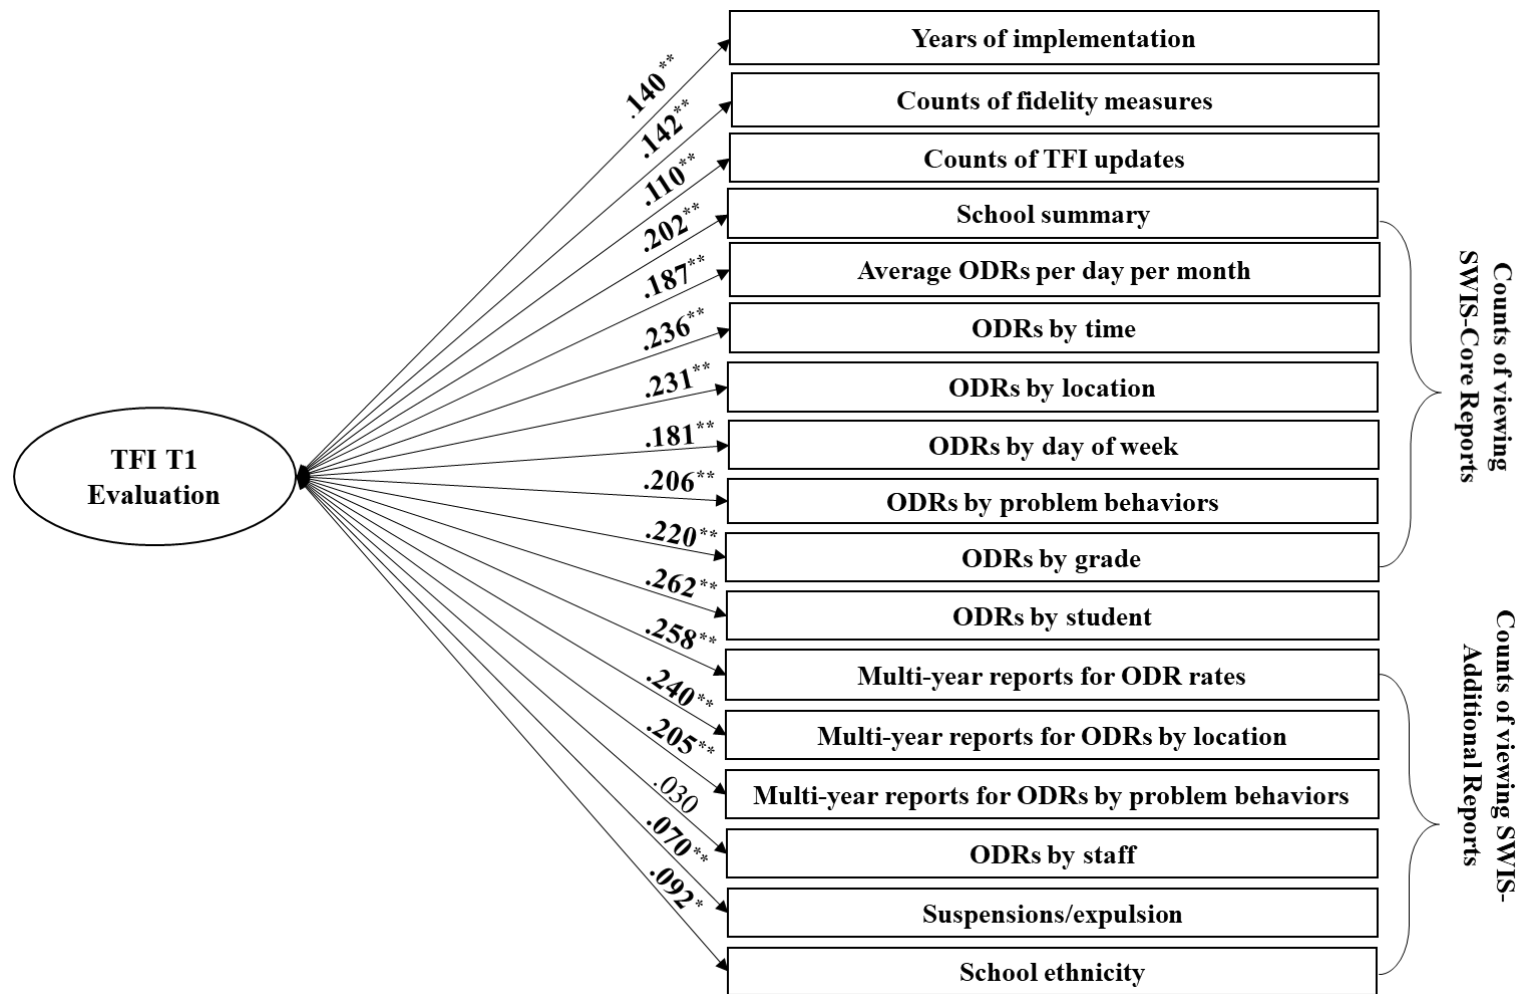 TFI T1
Evaluation
.140**
Years of implementation
.142**
Counts of fidelity measures
.110**
Counts of TFI updates
.202**
School summary
.187**
Average ODRs per day per month
.236**
ODRs by time
.231**
ODRs by location
.181**
ODRs by day of week
.206**
ODRs by problem behaviors
.220**
ODRs by grade
.262**
ODRs by student
.258**
Multi-year reports for ODR rates
.240**
Multi-year reports for ODRs by location
.205**
Multi-year reports for ODRs by problem behaviors
.030
ODRs by staff
.070**
Suspensions/expulsion
.092*
School ethnicity
Counts of viewing
SWIS-Core Reports
Counts of viewing SWIS-
Additional Reports